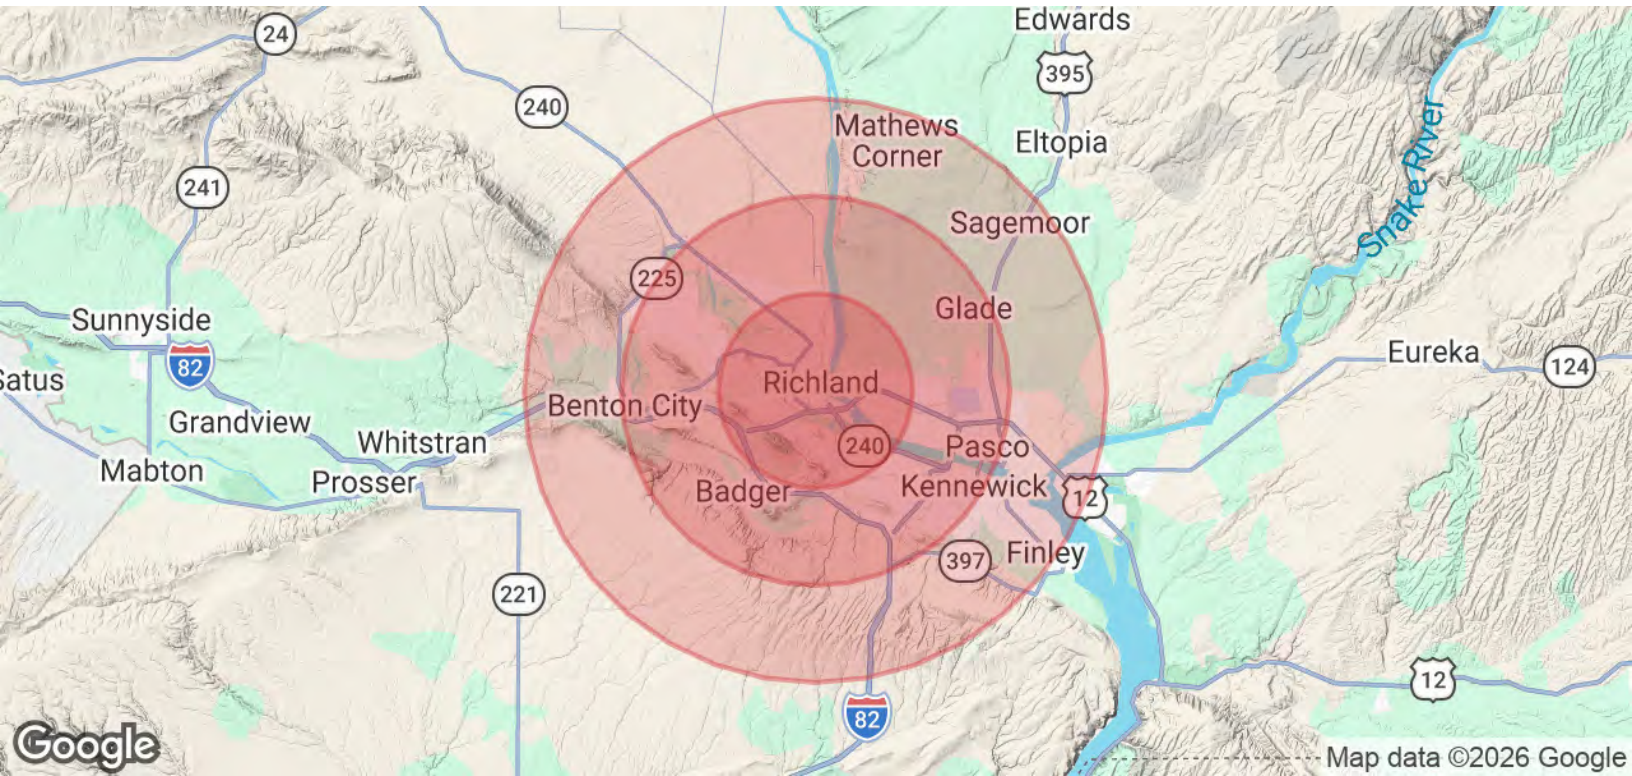 Edwards
24
395
240
Mathews
Corner
Eltopia
Snake River
241
Sagemoor
225
Glade
Sunnyside
82
Eureka
124
Satus
Richland
Benton City
Grandview
Whitstran
240
Pasco
Mabton
Prosser
Badger
Kennewick
12
397
Finley
221
12
82
Google
Map data ©2026 Google